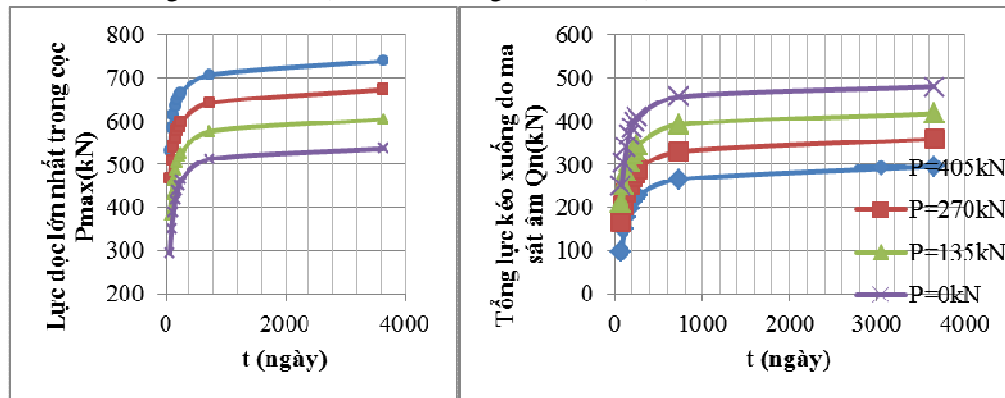 800
700
600
500
400
300
200
0
2000
4000
t (ngày)
Lực dọc lớn nhất trong cọc
Pmax(kN)
600
500
400
300
200
100
0
0
1000
2000
3000
4000
t (ngày)
Tổng lực kéo xuống do ma
sát âm Qn(kN)
P=405kN
P=270kN
P=135kN
P=0kN